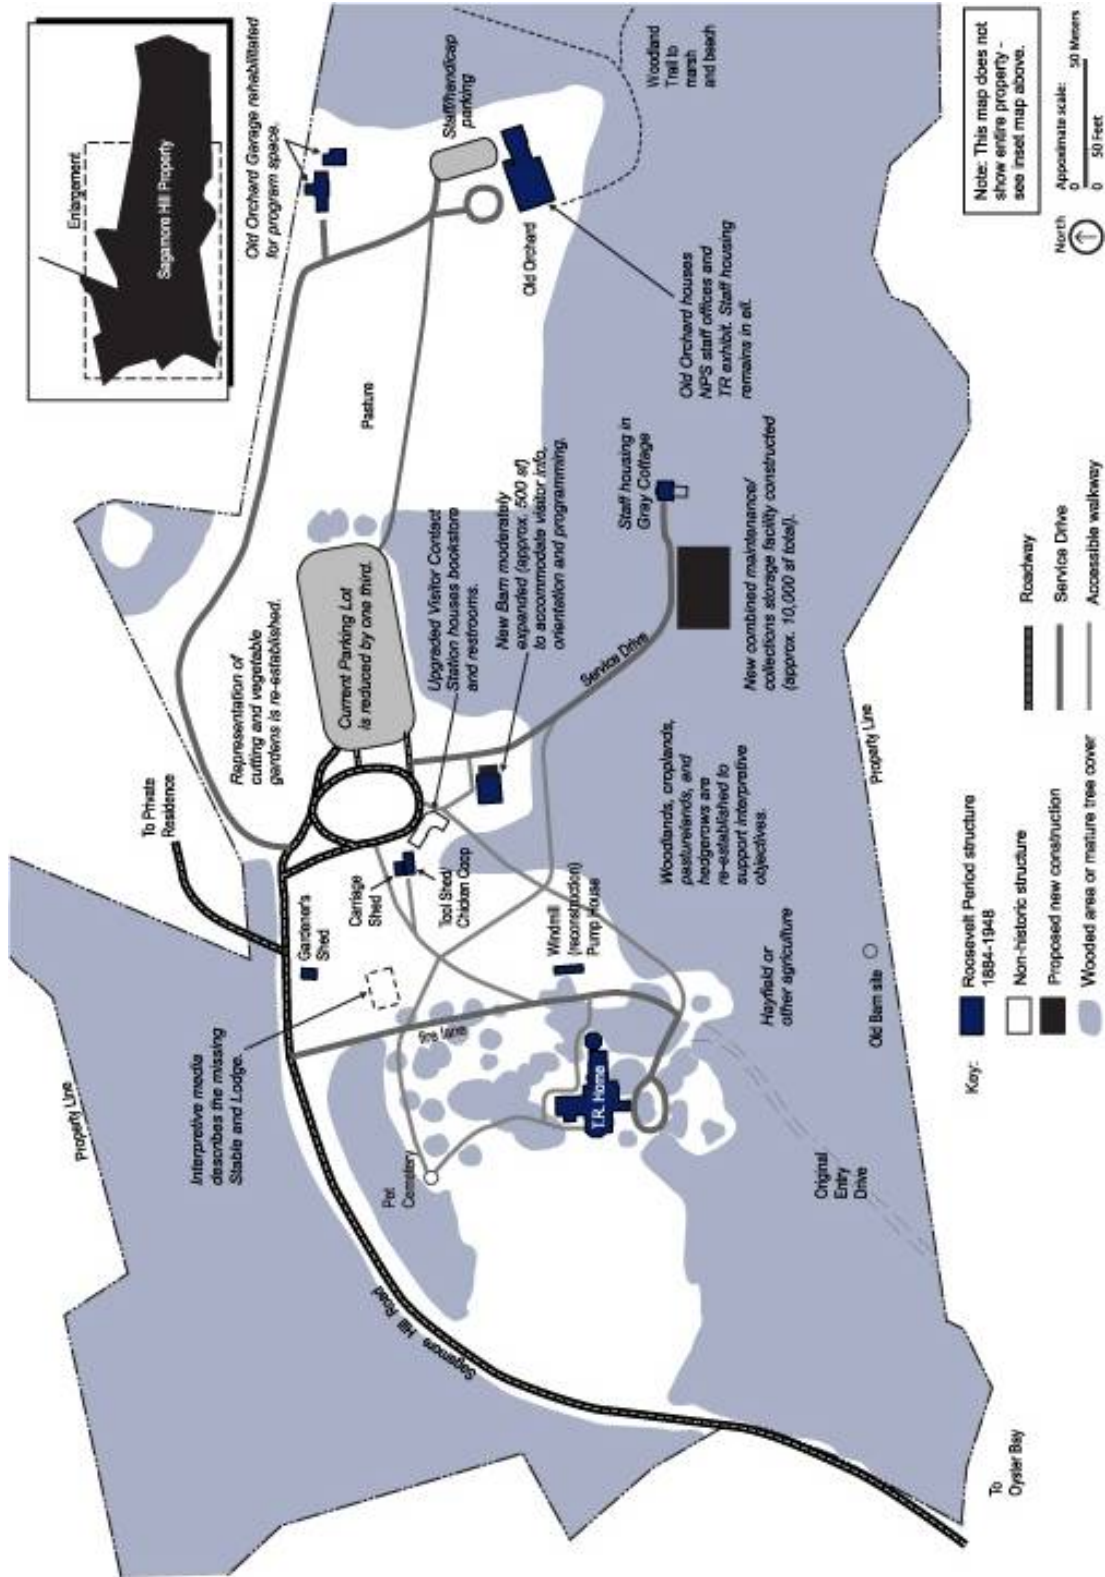 Enlargement
Sagamore Hill Property
Old Orchard Garage rehabilitated
for program space.
Staff/handicap
parking
Woodland
Trail to
marsh
and beach
Old Orchard
Old Orchard houses
NPS staff offices and
TR exhibit. Staff housing
remains in ell.
Pasture
To Private
Residence
Representation of
cutting and vegetable
gardens is re-established.
Current Parking Lot
is reduced by one third.
Upgraded Visitor Contact
Station houses bookstore
and restrooms.
New Barn moderately
expanded (approx. 500 sf)
to accommodate visitor info,
orientation and programming.
Staff housing in
Gray Cottage
Service Drive
New combined maintenance/
collections storage facility constructed
(approx. 10,000 sf total).
Property Line
Interpretive media
describes the missing
Stable and Lodge.
Gardener's
Shed
Carriage
Shed
Tool Shed/
Chicken Coop
Windmill
(reconstruction)
Pump House
Woodlands, croplands,
pasturelands, and
hedgerows are
re-established to
support interpretive
objectives.
fire lane
Pet
Cemetery
T.R. Home
Hayfield or
other agriculture
Old Barn site
Property Line
Original
Entry
Drive
Sagamore Hill Road
To
Oyster Bay
Key:
Roosevelt Period structure
1884-1948
Non-historic structure
Proposed new construction
Wooded area or mature tree cover
Roadway
Service Drive
Accessible walkway
Note: This map does not
show entire property -
see inset map above.
North
Appoximate scale:
0 50 Meters
0 50 Feet